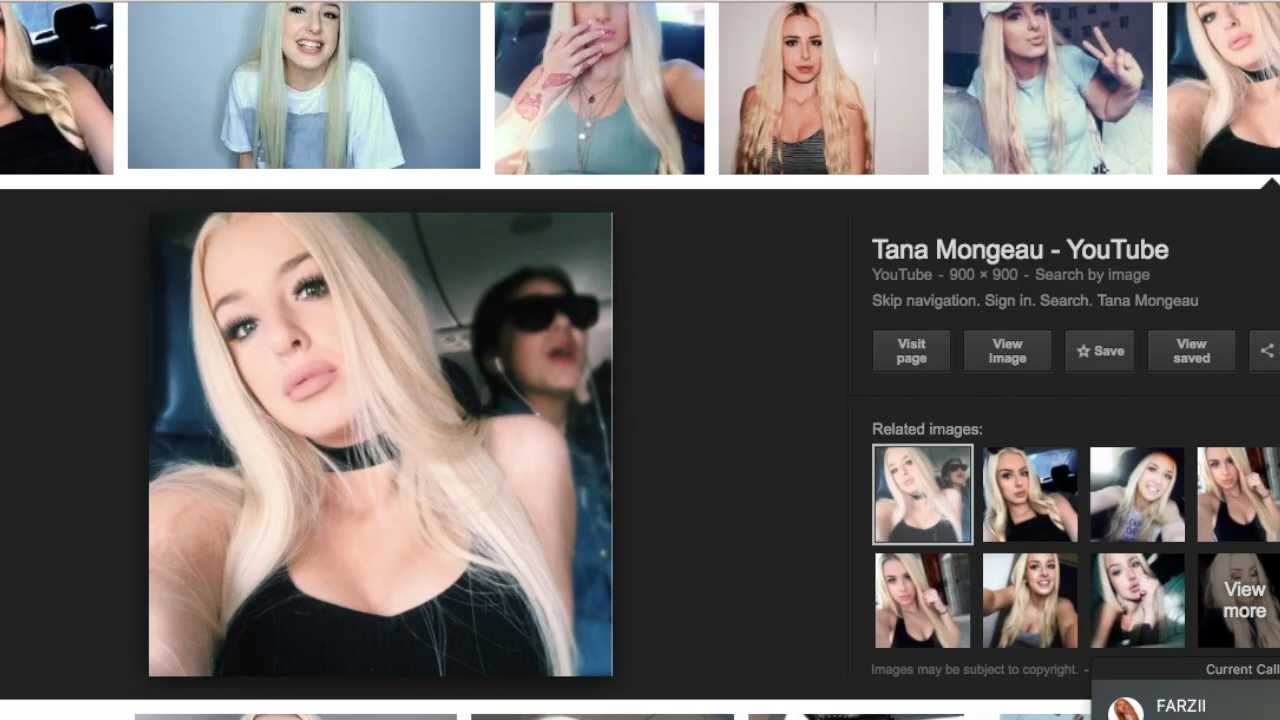 Tana Mongeau - YouTube
YouTube - 900 × 900 - Search by image
Skip navigation. Sign in. Search. Tana Mongeau
Visit
page
View
image
Save
View
saved
Related images:
View
more
Images may be subject to copyright. -
Current Call
FARZII